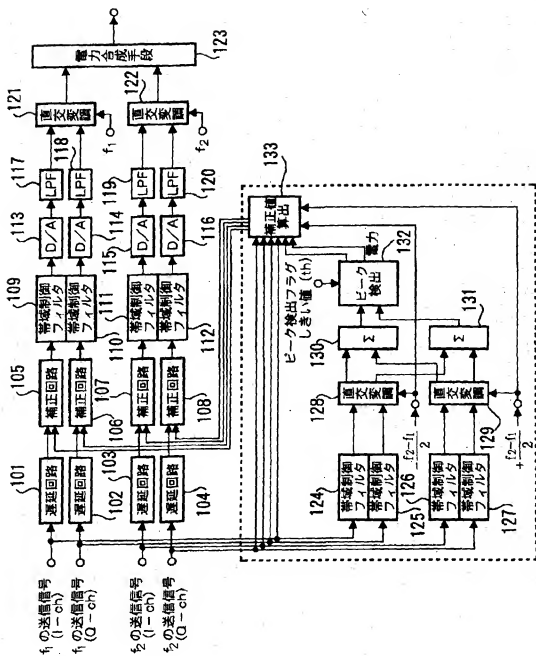 f1 の送信信号
(I-ch)
f1 の送信信号
(Q-ch)
f2 の送信信号
(I-ch)
f2 の送信信号
(Q-ch)
101
遅延回路
遅延回路
102
103
遅延回路
遅延回路
104
105
補正回路
補正回路
106
107
補正回路
補正回路
108
109
帯域制御
フィルタ
帯域制御
フィルタ
110
111
帯域制御
フィルタ
帯域制御
フィルタ
112
113
D/A
D/A
114
115
D/A
D/A
116
117
LPF
LPF
118
119
LPF
LPF
120
121
直交変調
f1
122
直交変調
f2
電力合成手段
123
124
帯域制御
フィルタ
帯域制御
フィルタ
125
126
帯域制御
フィルタ
帯域制御
フィルタ
127
128
直交変調
直交変調
129
-f2-f1/2
+f2-f1/2
130
Σ
Σ
131
ピーク検出フラグ
しきい値 (th)
ピーク
検出
132
電力
補正値
算出
133